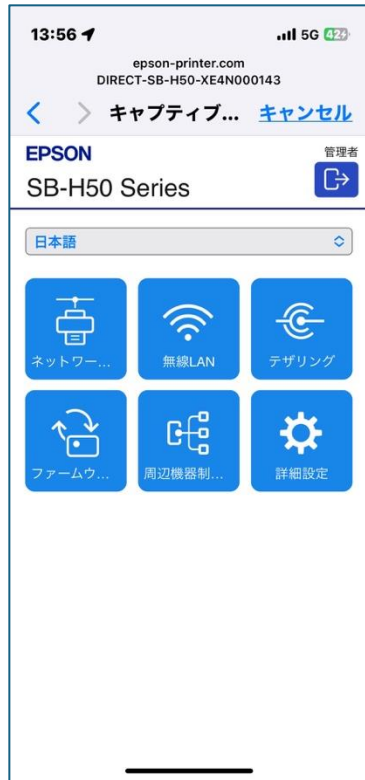 13:56 5G 42
epson-printer.com
DIRECT-SB-H50-XE4N000143
キャプティブ... キャンセル
EPSON 管理者
SB-H50 Series
日本語
ネットワー... 無線LAN テザリング
ファームウ... 周辺機器制... 詳細設定